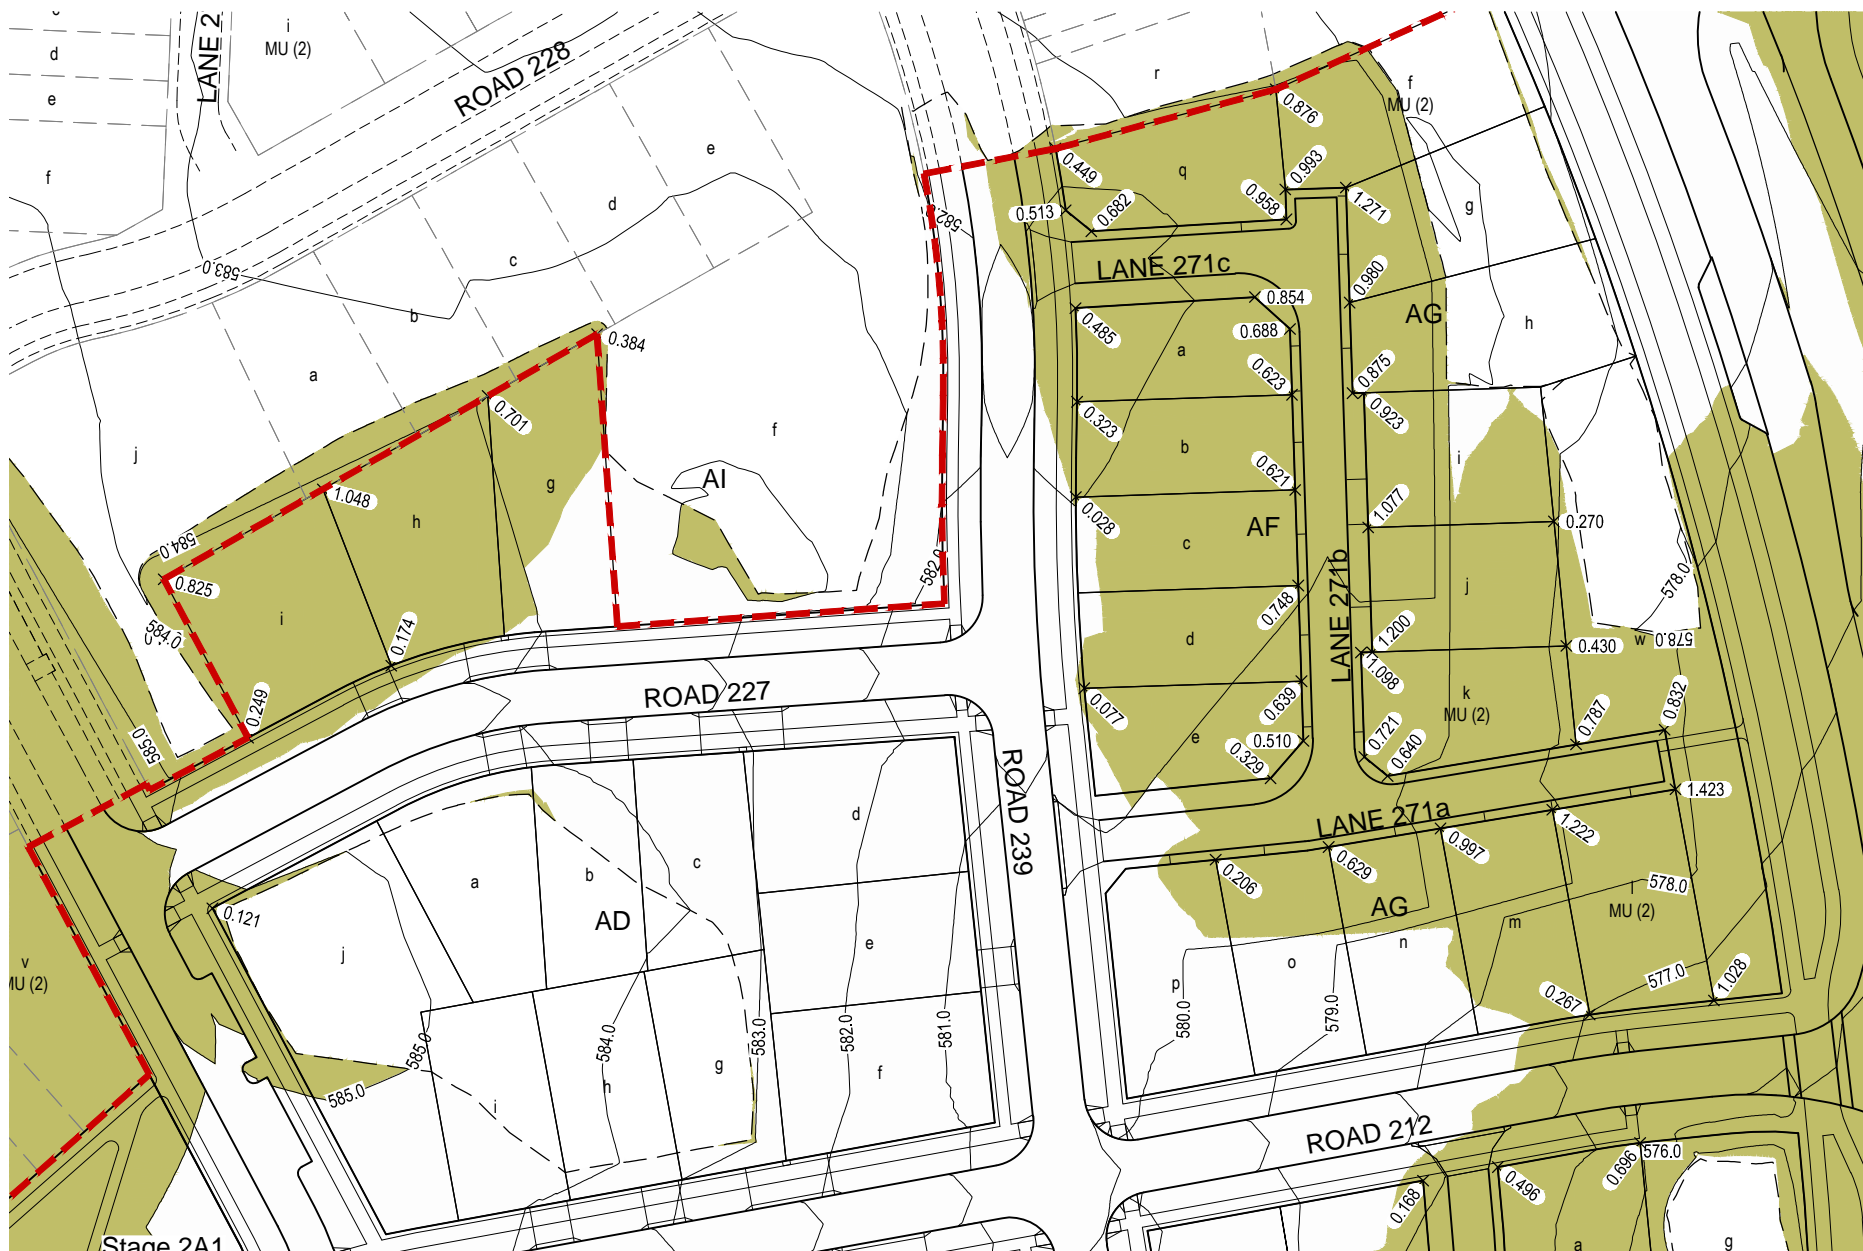 d
e
f
LANE 2
i
MU (2)
ROAD 228
e
d
c
b
a
j
583.0
582.0
r
f
MU (2)
0.876
g
q
0.449
0.993
0.958
1.271
0.513
0.682
LANE 271c
0.980
AG
h
0.854
0.485
0.688
a
0.384
0.623
0.875
0.923
0.701
0.323
b
i
f
AI
g
1.048
h
0.621
1.077
0.270
0.028
AF
c
584.0
0.825
582.0
LANE 271b
578.0
j
0.748
i
584.0
0.174
d
1.200
0.430
w
578.0
1.098
ROAD 227
0.077
0.639
k
MU (2)
0.249
585.0
e
0.510
0.329
0.721
0.640
0.787
0.832
ROAD 239
LANE 271a
1.423
1.222
0.997
0.629
0.206
d
c
b
a
AD
0.121
j
e
AG
578.0
l
MU (2)
m
n
o
p
v
MU (2)
577.0
1.028
0.267
580.0
579.0
585.0
584.0
583.0
582.0
581.0
g
f
h
i
585.0
ROAD 212
0.696
576.0
0.496
0.168
a
g
Stage 2A1